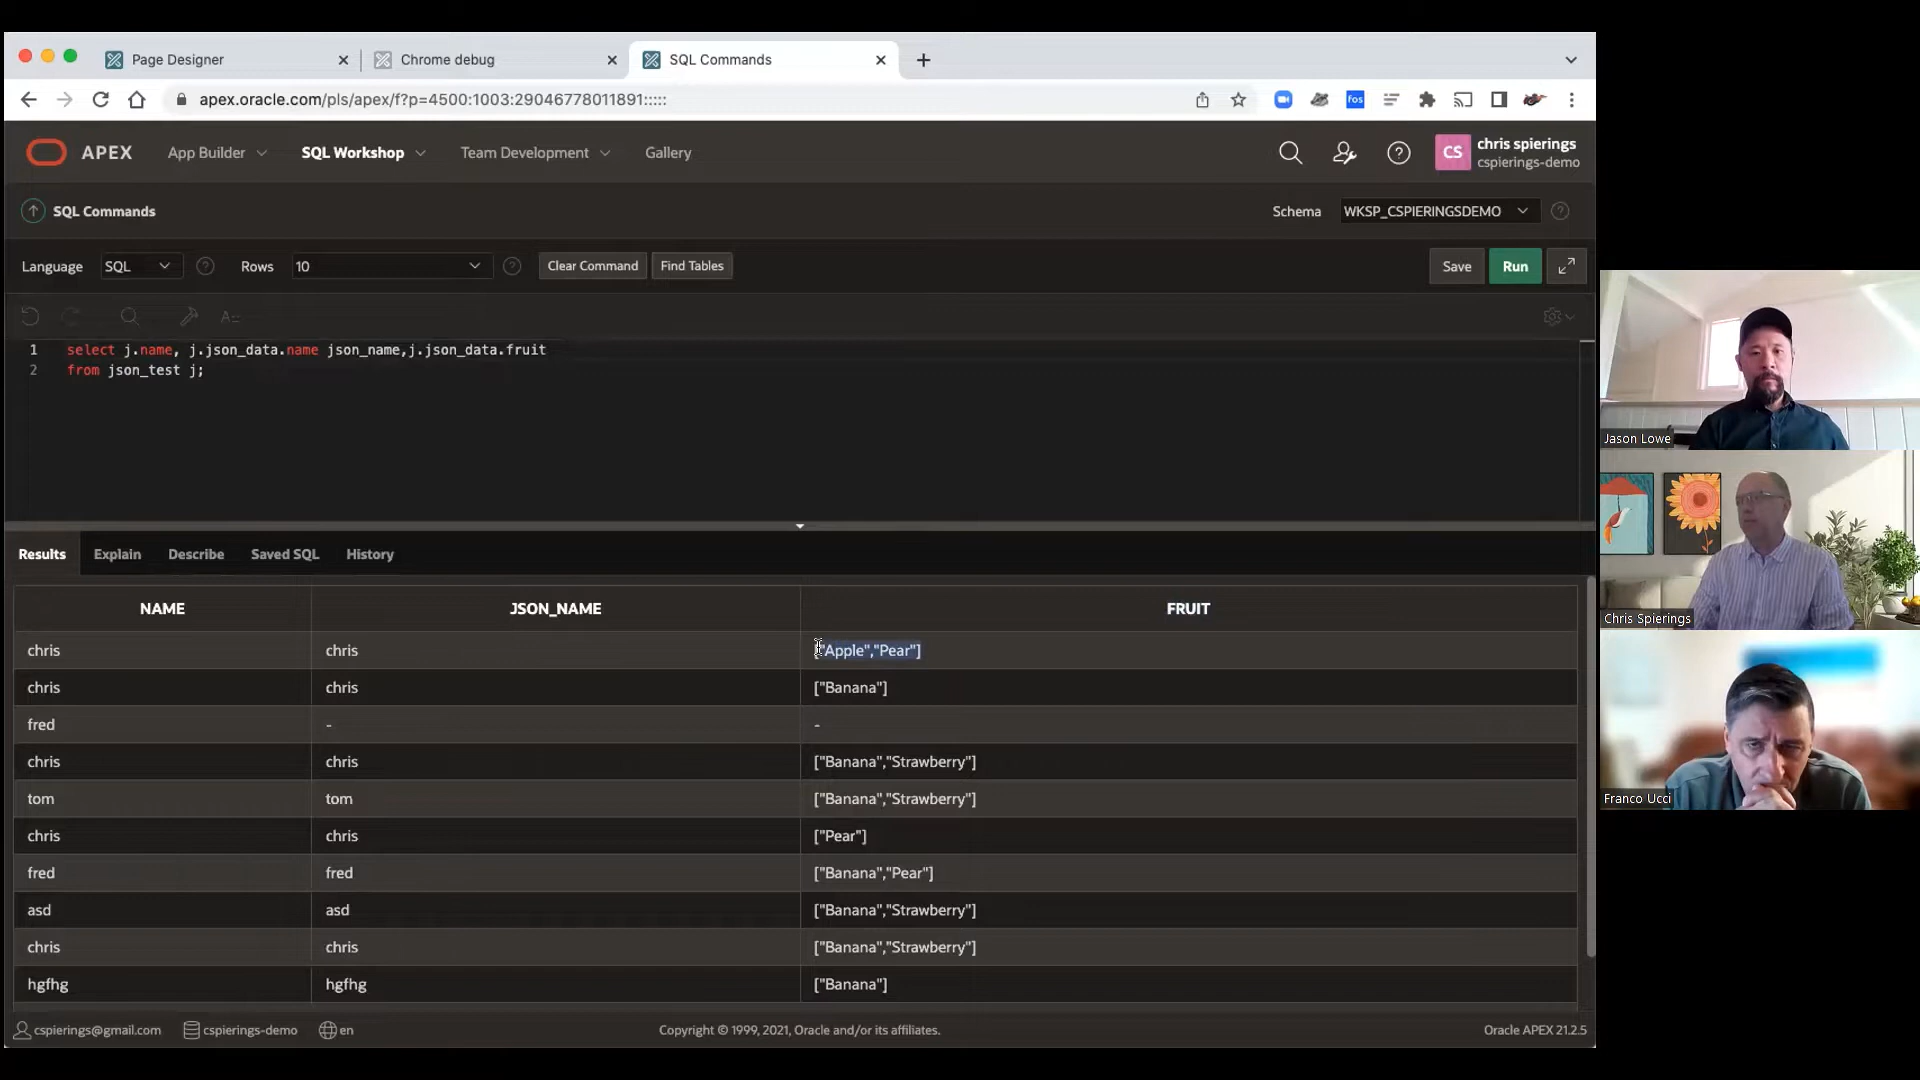 Page Designer
Chrome debug
SQL Commands
apex.oracle.com/pls/apex/f?p=4500:1003:29046778011891:::::
fos
APEX
App Builder
SQL Workshop
Team Development
Gallery
CS
chris spierings
cspierings-demo
SQL Commands
Schema
WKSP_CSPIERINGSDEMO
Language
SQL
Rows
10
Clear Command
Find Tables
Save
Run
1 select j.name, j.json_data.name json_name,j.json_data.fruit
2 from json_test j;
Results
Explain
Describe
Saved SQL
History
NAME JSON_NAME FRUIT
chris chris ["Apple","Pear"]
chris chris ["Banana"]
fred - -
chris chris ["Banana","Strawberry"]
tom tom ["Banana","Strawberry"]
chris chris ["Pear"]
fred fred ["Banana","Pear"]
asd asd ["Banana","Strawberry"]
chris chris ["Banana","Strawberry"]
hgfhg hgfhg ["Banana"]
cspierings@gmail.com
cspierings-demo
en
Copyright © 1999, 2021, Oracle and/or its affiliates.
Oracle APEX 21.2.5
Jason Lowe
Chris Spierings
Franco Ucci